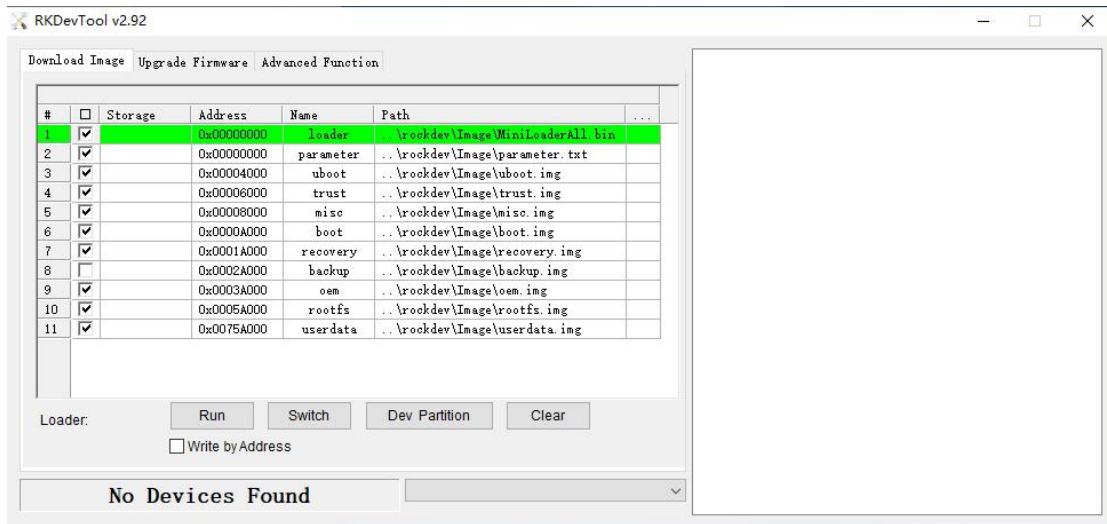 RKDevTool v2.92
Download Image Upgrade Firmware Advanced Function
# Storage Address Name Path ...
1 0x00000000 loader ..\rockdev\Image\MiniLoaderAll.bin
2 0x00000000 parameter ..\rockdev\Image\parameter.txt
3 0x00004000 uboot ..\rockdev\Image\uboot.img
4 0x00006000 trust ..\rockdev\Image\trust.img
5 0x00008000 misc ..\rockdev\Image\misc.img
6 0x0000A000 boot ..\rockdev\Image\boot.img
7 0x0001A000 recovery ..\rockdev\Image\recovery.img
8 0x0002A000 backup ..\rockdev\Image\backup.img
9 0x0003A000 oem ..\rockdev\Image\oem.img
10 0x0005A000 rootfs ..\rockdev\Image\rootfs.img
11 0x0075A000 userdata ..\rockdev\Image\userdata.img
Loader: Run Switch Dev Partition Clear
Write by Address
No Devices Found